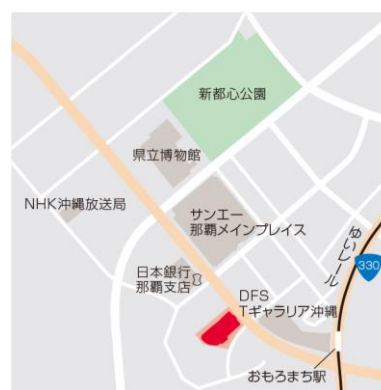 新都心公園
県立博物館
NHK沖縄放送局
サンエー
那覇メインプレイス
ゆいレール
330
日本銀行
那覇支店
DFS
Tギャラリア沖縄
おもろまち駅